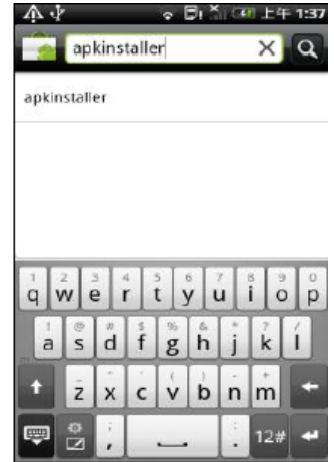 上午 1:37
apkinstaller
apkinstaller
1 2 3 4 5 6 7 8 9 0
q w e r t y u i o p
! @ # $ % & * ? /
a s d f g h j k l
z x c v b n m
, .
12#